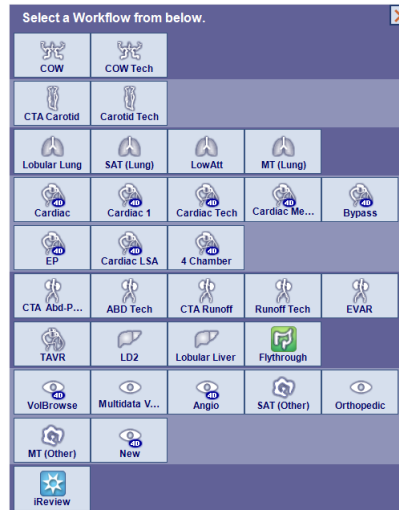 Select a Workflow from below.
COW COW Tech
CTA Carotid Carotid Tech
Lobular Lung SAT (Lung) LowAtt MT (Lung)
4D 4D 4D 4D 4D
Cardiac Cardiac 1 Cardiac Tech Cardiac Me... Bypass
4D 4D 4D
EP Cardiac LSA 4 Chamber
CTA Abd-P... ABD Tech CTA Runoff Runoff Tech EVAR
TAVR LD2 Lobular Liver Flythrough
4D 4D
VolBrowse Multidata V... Angio SAT (Other) Orthopedic
4D
MT (Other) New
iReview